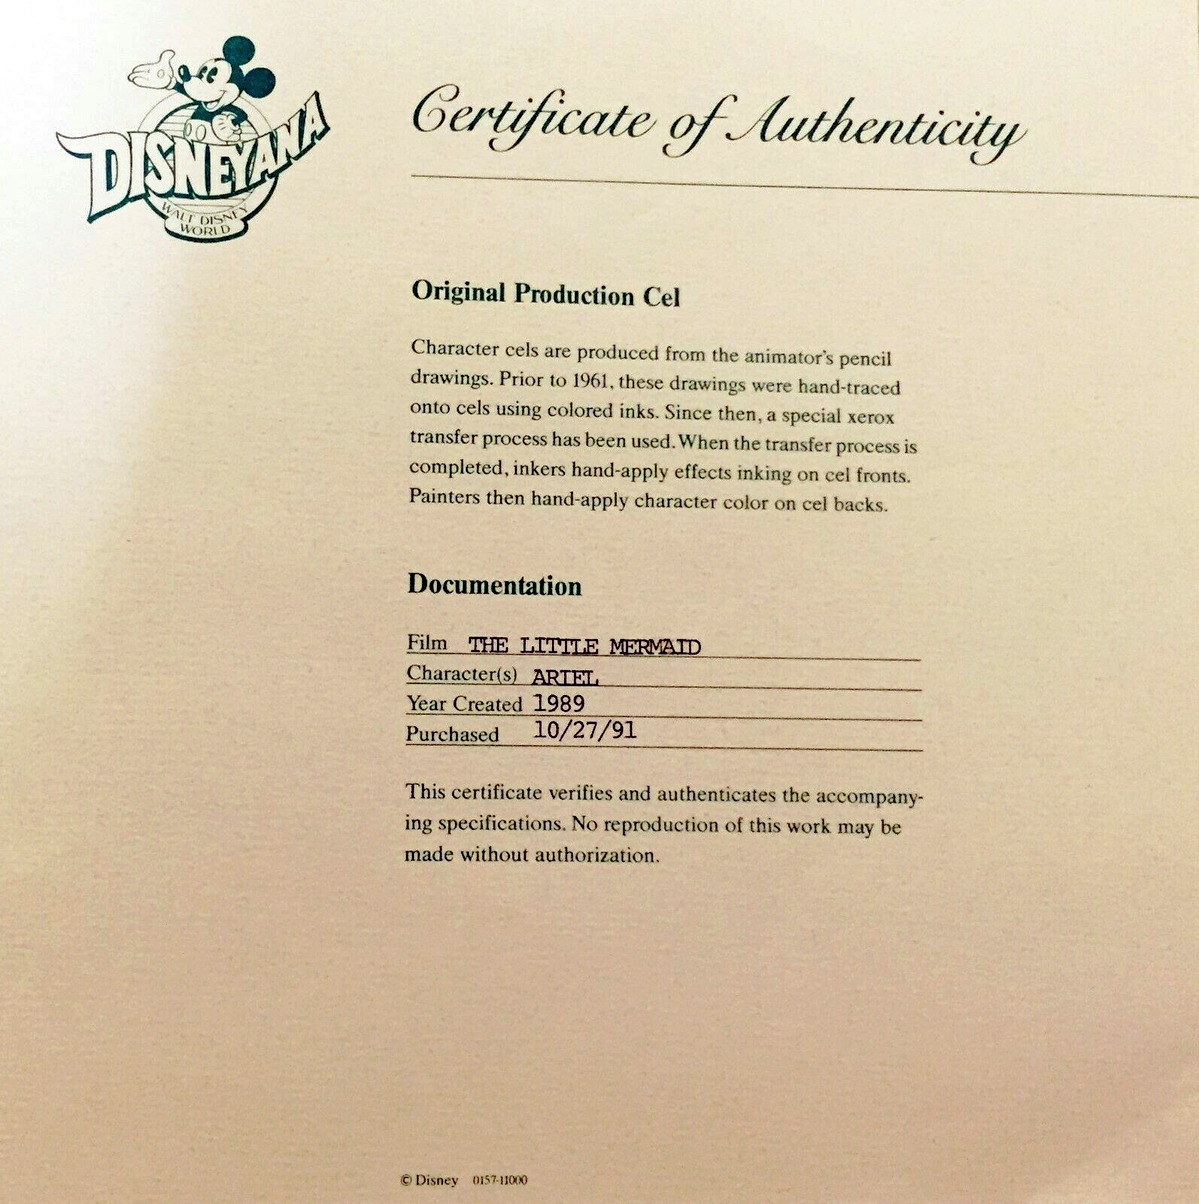 DISNEYANA
WALT DISNEY
WORLD
Certificate of Authenticity
Original Production Cel
Character cels are produced from the animator's pencil
drawings. Prior to 1961, these drawings were hand-traced
onto cels using colored inks. Since then, a special xerox
transfer process has been used. When the transfer process is
completed, inkers hand-apply effects inking on cel fronts.
Painters then hand-apply character color on cel backs.
Documentation
Film THE LITTLE MERMAID
Character(s) ARIEL
Year Created 1989
Purchased 10/27/91
This certificate verifies and authenticates the accompany-
ing specifications. No reproduction of this work may be
made without authorization.
© Disney 0157-11000